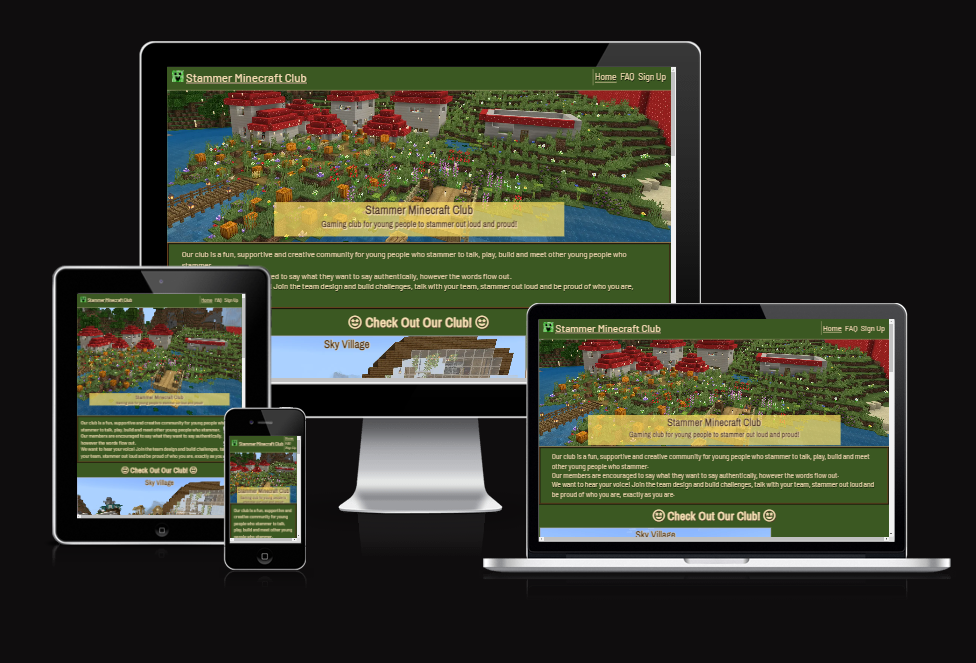 Stammer Minecraft Club
Home FAQ Sign Up
Stammer Minecraft Club
Gaming club for young people to stammer out loud and proud!
Our club is a fun, supportive and creative community for young people who stammer to talk, play, build and meet other young people who
stammer.
ed to say what they want to say authentically, however the words flow out.
Join the team design and build challenges, talk with your team, stammer out loud and be proud of who you are,
Check Out Our Club!
Sky Village
Stammer Minecraft Club
Home FAQ Sign Up
Stammer Minecraft Club
Our club is a fun, supportive and creative community for young people who
stammer to talk, play, build and meet other young people who stammer.
Our members are encouraged to say what they want to say authentically,
however the words flow out.
We want to hear your voice! Join the team design and build challenges, ta
your team, stammer out loud and be proud of who you are, exactly as you
Check Out Our Club!
Sky Village
Stammer Minecraft Club
Home
Sign Up
Stammer Minecraft Club
Our club is a fun, supportive and
creative community for young
people who stammer to talk,
play, build and meet other young
people who stammer
Stammer Minecraft Club
Home FAQ Sign Up
Stammer Minecraft Club
Gaming club for young people to stammer out loud and proud!
Our club is a fun, supportive and creative community for young people who stammer to talk, play, build and meet
other young people who stammer.
Our members are encouraged to say what they want to say authentically, however the words flow out.
We want to hear your voice! Join the team design and build challenges, talk with your team, stammer out loud and
be proud of who you are, exactly as you are.
Check Out Our Club!
Sky Village